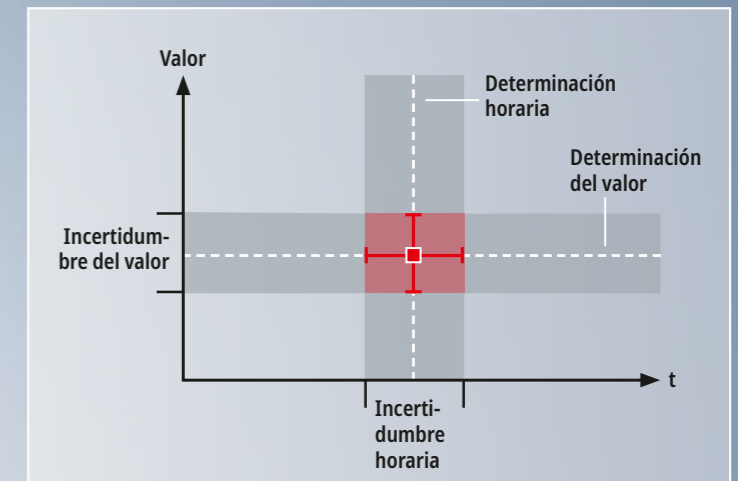 Valor
Determinación
horaria
Determinación
del valor
Incertidum-
bre del valor
t
Incerti-
dumbre
horaria